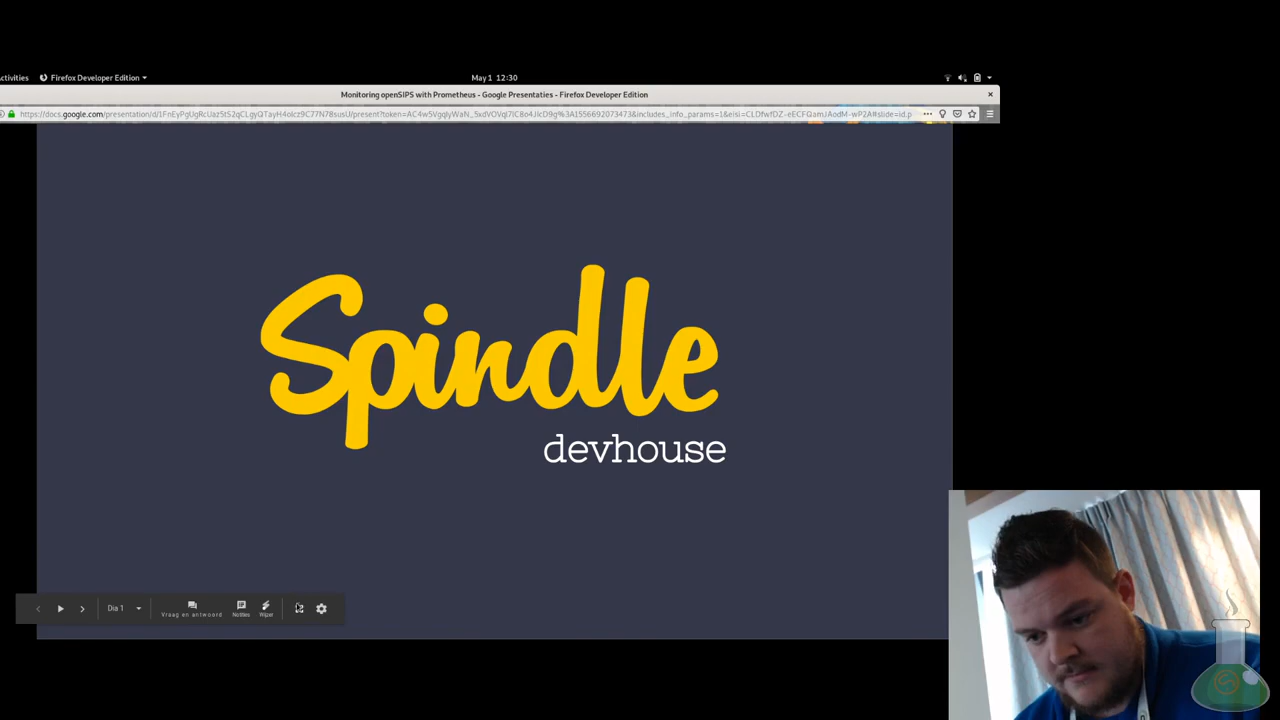 ctivities Firefox Developer Edition May 1 12:30
Monitoring openSIPS with Prometheus - Google Presentaties - Firefox Developer Edition
Spindle
devhouse
Dia 1 Vraag en antwoord Notities Wijzer